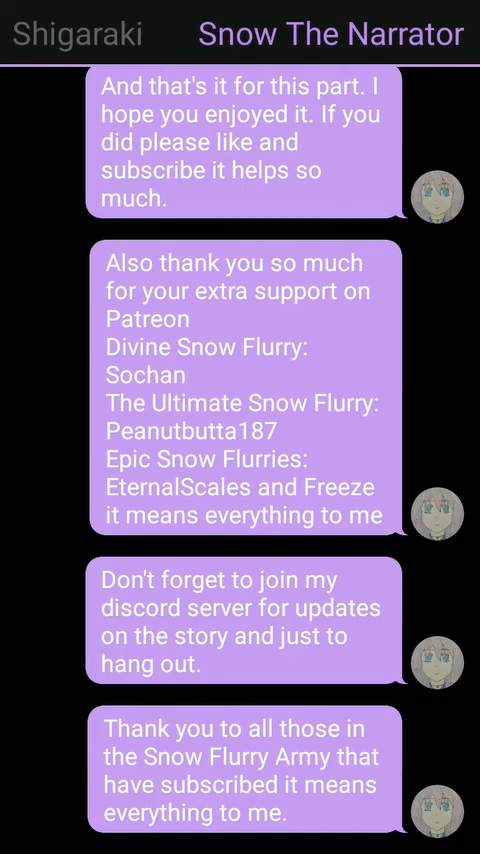 Shigaraki Snow The Narrator
And that's it for this part. I
hope you enjoyed it. If you
did please like and
subscribe it helps so
much.
Also thank you so much
for your extra support on
Patreon
Divine Snow Flurry:
Sochan
The Ultimate Snow Flurry:
Peanutbutta187
Epic Snow Flurries:
EternalScales and Freeze
it means everything to me
Don't forget to join my
discord server for updates
on the story and just to
hang out.
Thank you to all those in
the Snow Flurry Army that
have subscribed it means
everything to me.